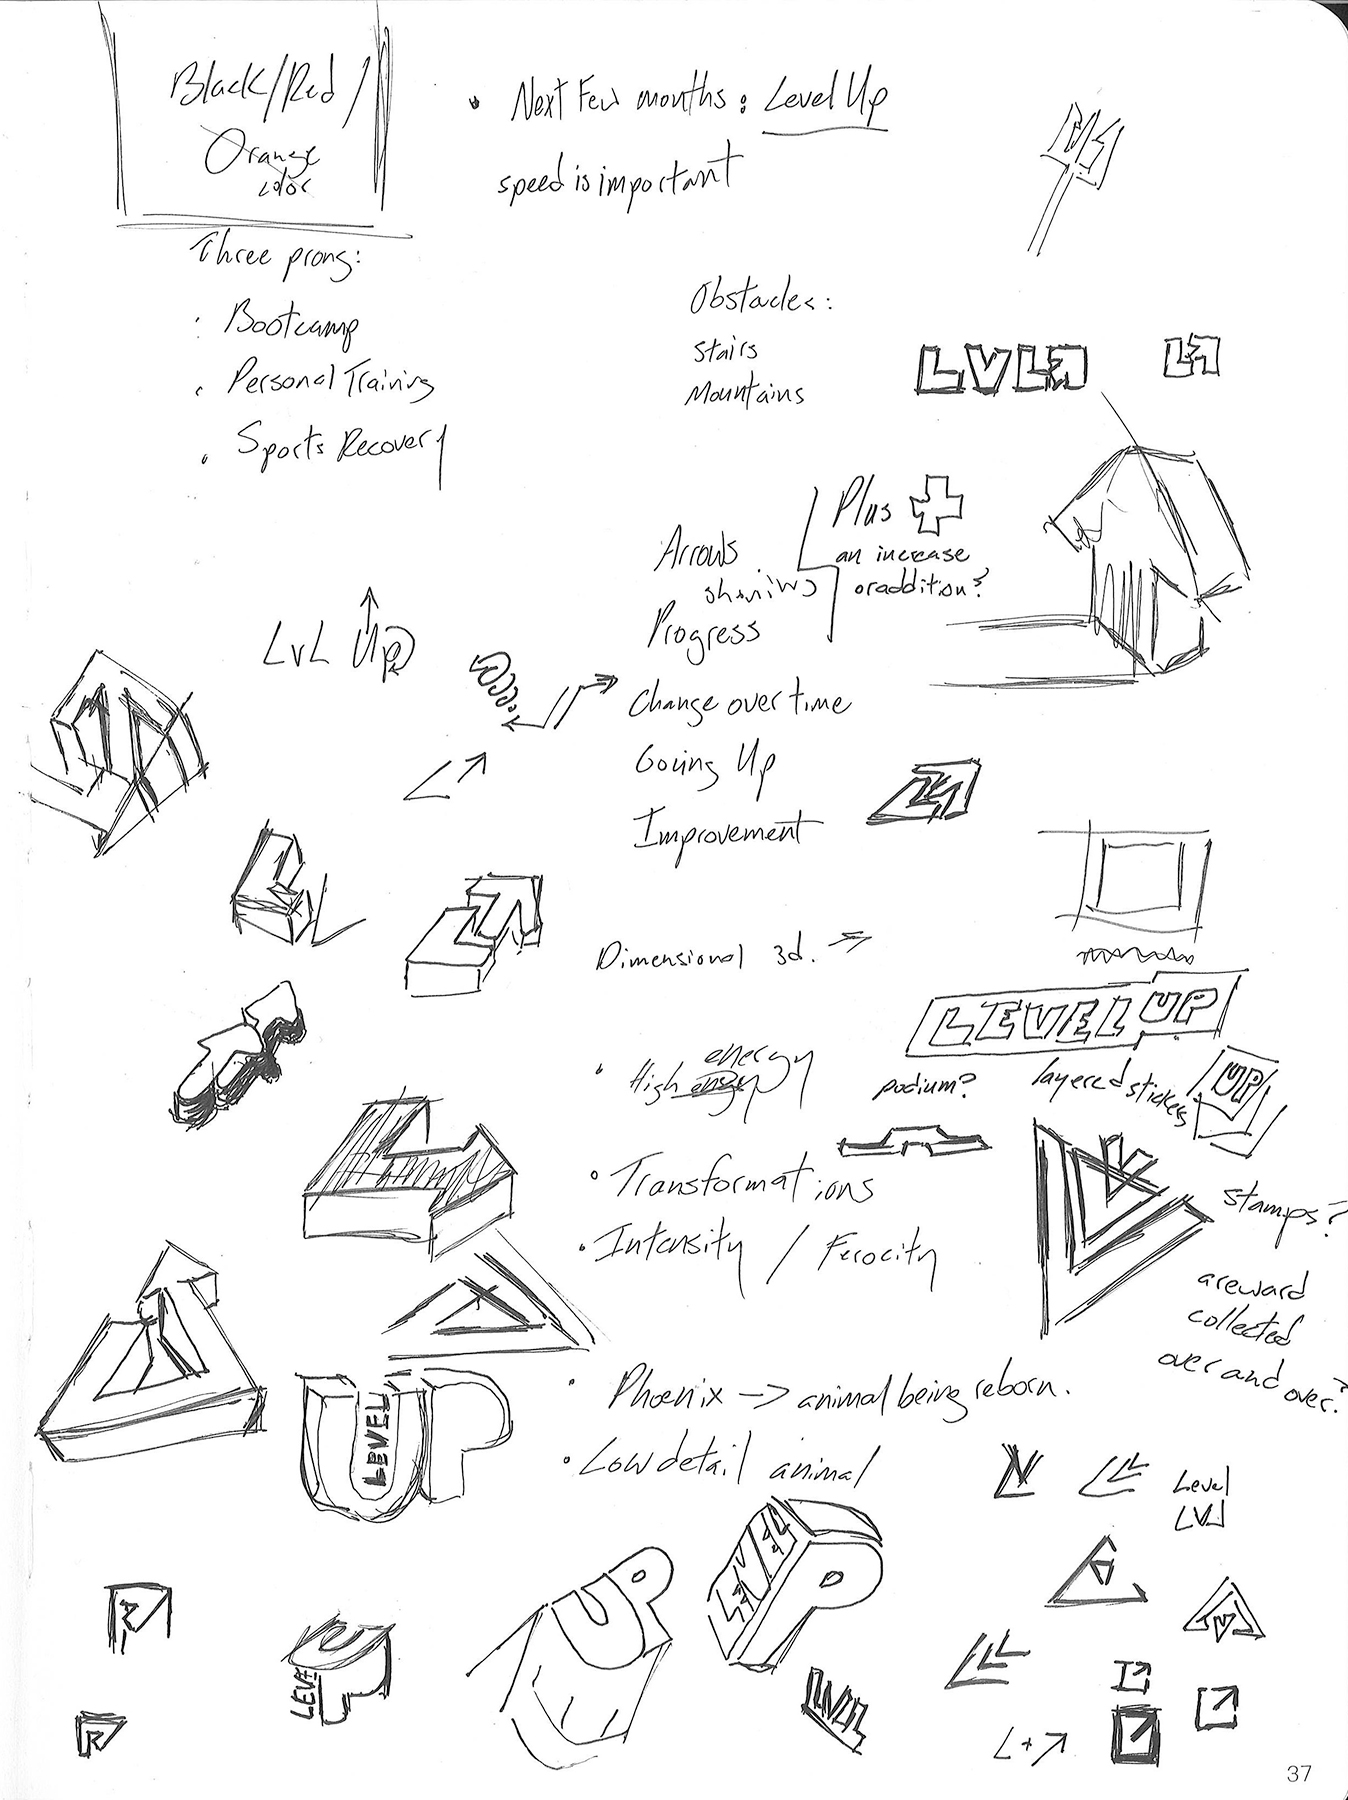 Black/Red/
Orange
color
• Next Few months: Level Up
speed is important
Three prong:
• Bootcamp
• Personal Training
• Sports Recovery
Obstacles:
Stairs
Mountains
LVL
Plus
an increase
or addition?
Arrows
Showing
Progress
LvL Up
Change over time
Going Up
Improvement
Dimensional 3d.
LEVEL UP
• High energy
podium?
layered stickers
UP
• Transformations
• Intensity / Ferocity
stamps?
a reward
collected
over and over?
• Phoenix -> animal being reborn.
• Low detail animal
LEVEL
UP
Level
LVL
UP
LEVEL
P
L+
37